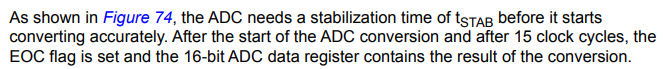 As shown in Figure 74, the ADC needs a stabilization time of tSTAB before it starts
converting accurately. After the start of the ADC conversion and after 15 clock cycles, the
EOC flag is set and the 16-bit ADC data register contains the result of the conversion.